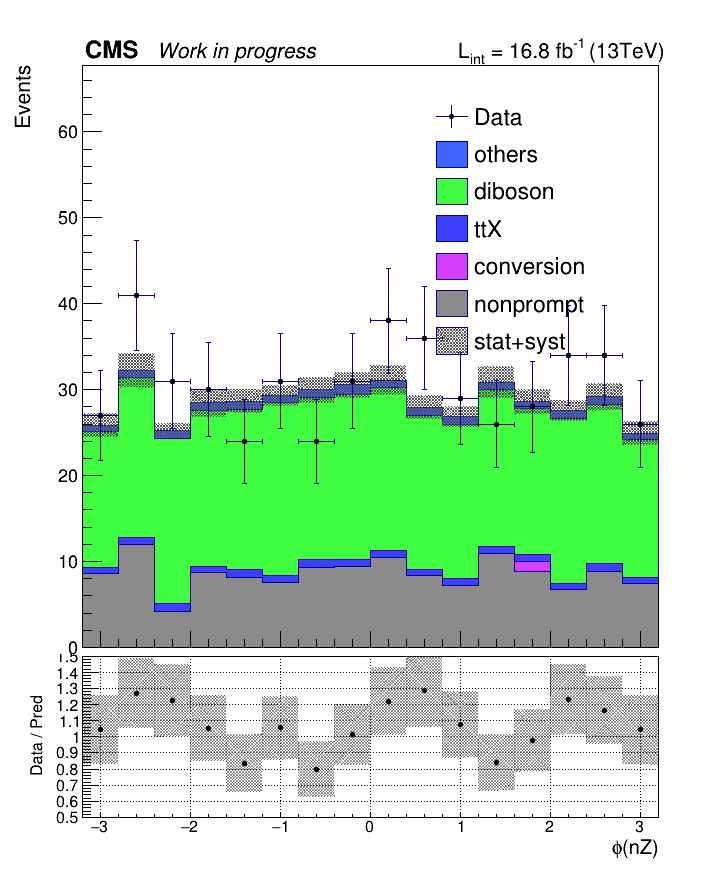 CMS Work in progress L_int = 16.8 fb⁻¹ (13TeV)
Events
60
50
40
30
20
10
0
Data
others
diboson
ttX
conversion
nonprompt
stat+syst
Data / Pred
1.5
1.4
1.3
1.2
1.1
1
0.9
0.8
0.7
0.6
0.5
−3 −2 −1 0 1 2 3
ϕ(nZ)